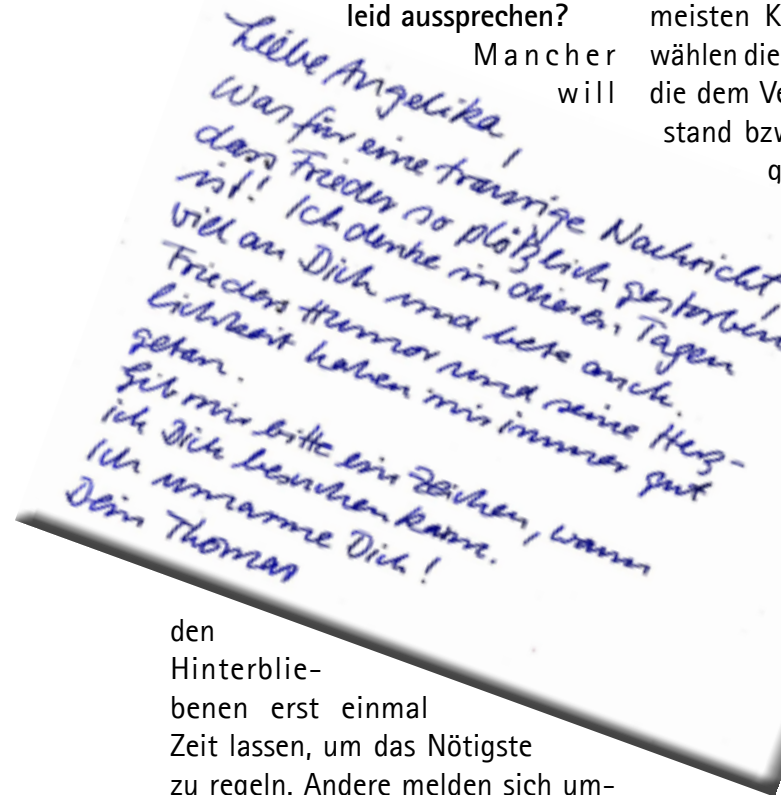 leid aussprechen?
Mancher
will
meisten K
wählen die
die dem Ve
stand bzw
Liebe Angelika,
Was für eine traurige Nachricht,
dass Frieder so plötzlich gestorben
ist! Ich denke in diesen Tagen
viel an Dich und bete auch.
Frieders Humor und seine Herz-
lichkeit haben mir immer gut
getan.
Gib mir bitte ein Zeichen, wann
ich Dich besuchen kann.
Ich umarme Dich!
Dein Thomas
den
Hinterblie-
benen erst einmal
Zeit lassen, um das Nötigste
zu regeln. Andere melden sich um-